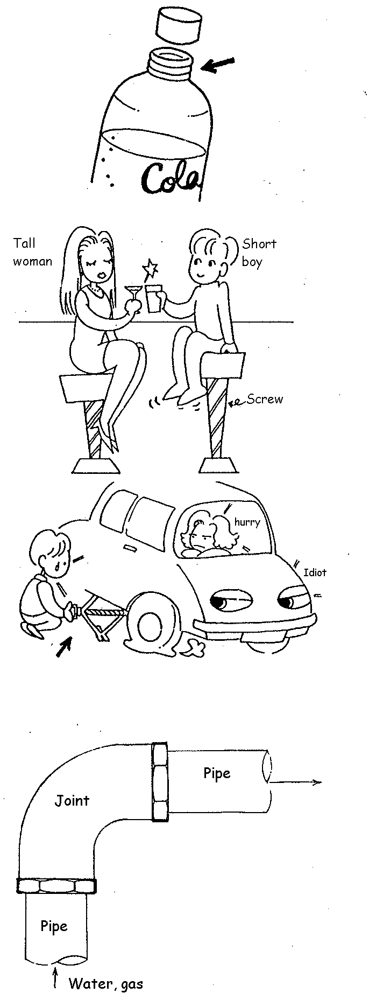 Cola
Tall
woman
Short
boy
Screw
hurry
Idiot
Pipe
Joint
Pipe
Water, gas